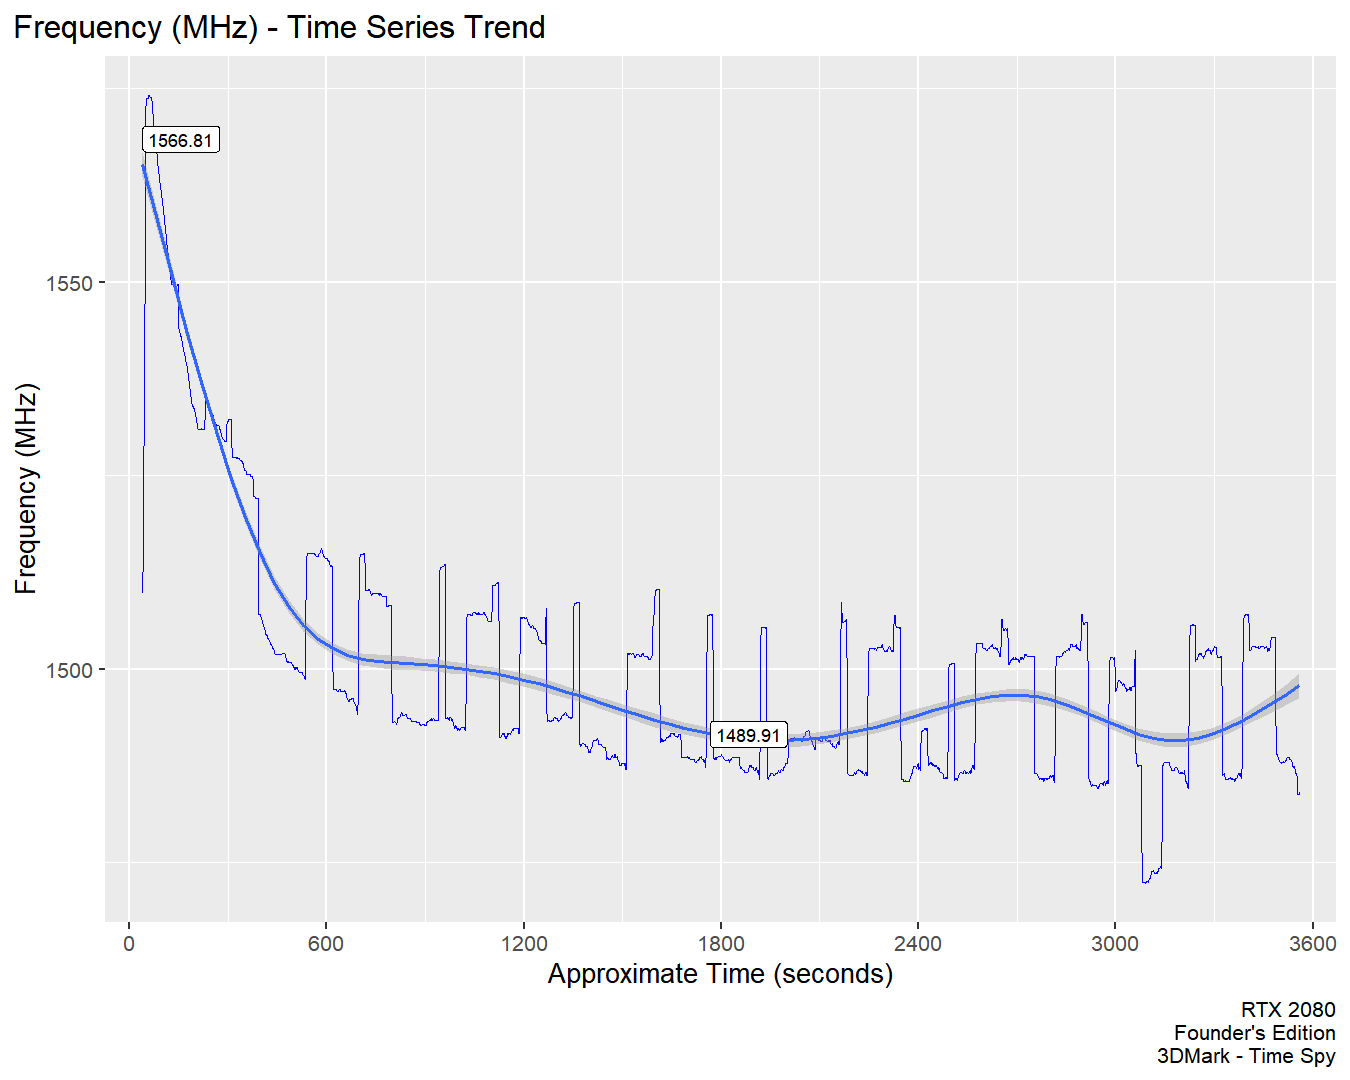 Frequency (MHz) - Time Series Trend
1566.81
1550
Frequency (MHz)
1500
1489.91
0 600 1200 1800 2400 3000 3600
Approximate Time (seconds)
RTX 2080
Founder's Edition
3DMark - Time Spy